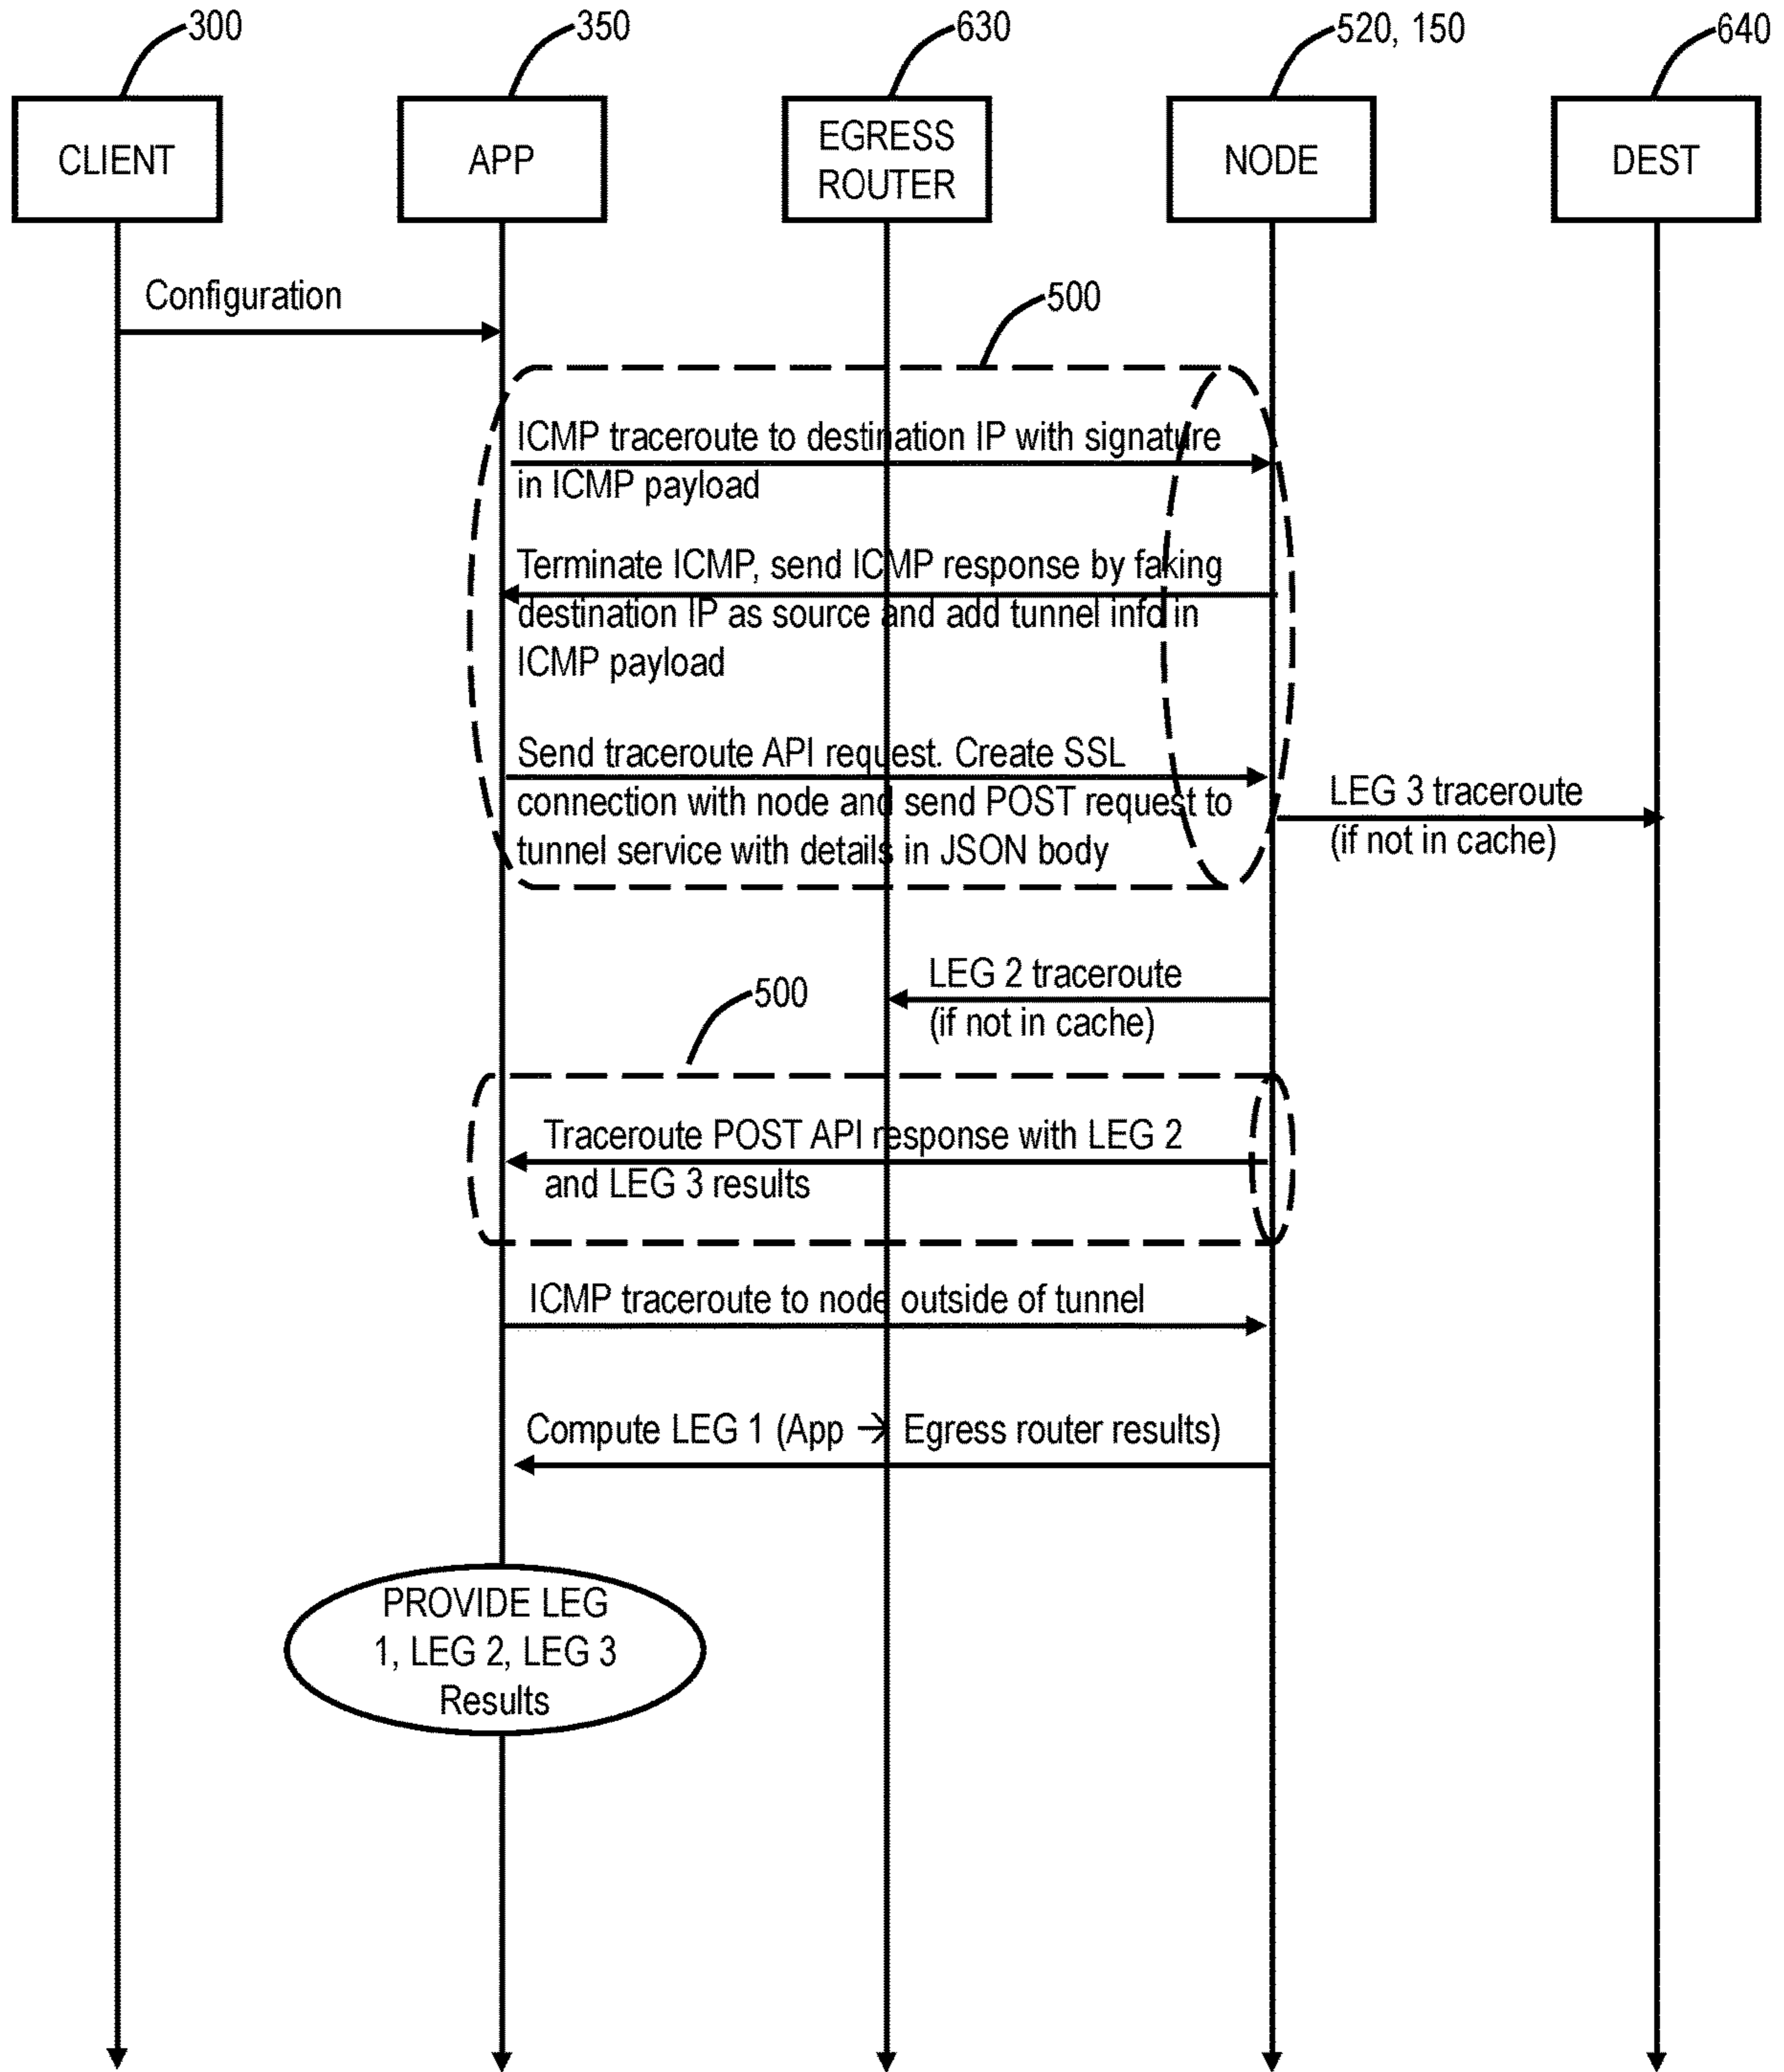 300
350
630
520, 150
640
CLIENT
APP
EGRESS
ROUTER
NODE
DEST
Configuration
500
ICMP traceroute to destination IP with signature
in ICMP payload
Terminate ICMP, send ICMP response by faking
destination IP as source and add tunnel info in
ICMP payload
Send traceroute API request. Create SSL
connection with node and send POST request to
tunnel service with details in JSON body
LEG 3 traceroute
(if not in cache)
LEG 2 traceroute
(if not in cache)
500
Traceroute POST API response with LEG 2
and LEG 3 results
ICMP traceroute to node outside of tunnel
Compute LEG 1 (App → Egress router results)
PROVIDE LEG
1, LEG 2, LEG 3
Results